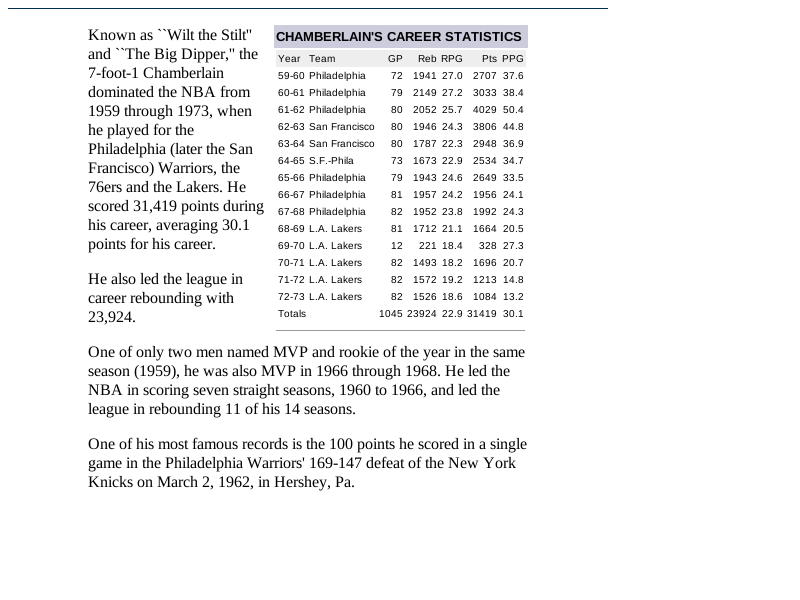 Known as ``Wilt the Stilt''
and ``The Big Dipper,'' the
7-foot-1 Chamberlain
dominated the NBA from
1959 through 1973, when
he played for the
Philadelphia (later the San
Francisco) Warriors, the
76ers and the Lakers. He
scored 31,419 points during
his career, averaging 30.1
points for his career.
He also led the league in
career rebounding with
23,924.
CHAMBERLAIN'S CAREER STATISTICS
Year Team GP Reb RPG Pts PPG
59-60 Philadelphia 72 1941 27.0 2707 37.6
60-61 Philadelphia 79 2149 27.2 3033 38.4
61-62 Philadelphia 80 2052 25.7 4029 50.4
62-63 San Francisco 80 1946 24.3 3806 44.8
63-64 San Francisco 80 1787 22.3 2948 36.9
64-65 S.F.-Phila 73 1673 22.9 2534 34.7
65-66 Philadelphia 79 1943 24.6 2649 33.5
66-67 Philadelphia 81 1957 24.2 1956 24.1
67-68 Philadelphia 82 1952 23.8 1992 24.3
68-69 L.A. Lakers 81 1712 21.1 1664 20.5
69-70 L.A. Lakers 12 221 18.4 328 27.3
70-71 L.A. Lakers 82 1493 18.2 1696 20.7
71-72 L.A. Lakers 82 1572 19.2 1213 14.8
72-73 L.A. Lakers 82 1526 18.6 1084 13.2
Totals 1045 23924 22.9 31419 30.1
One of only two men named MVP and rookie of the year in the same
season (1959), he was also MVP in 1966 through 1968. He led the
NBA in scoring seven straight seasons, 1960 to 1966, and led the
league in rebounding 11 of his 14 seasons.
One of his most famous records is the 100 points he scored in a single
game in the Philadelphia Warriors' 169-147 defeat of the New York
Knicks on March 2, 1962, in Hershey, Pa.